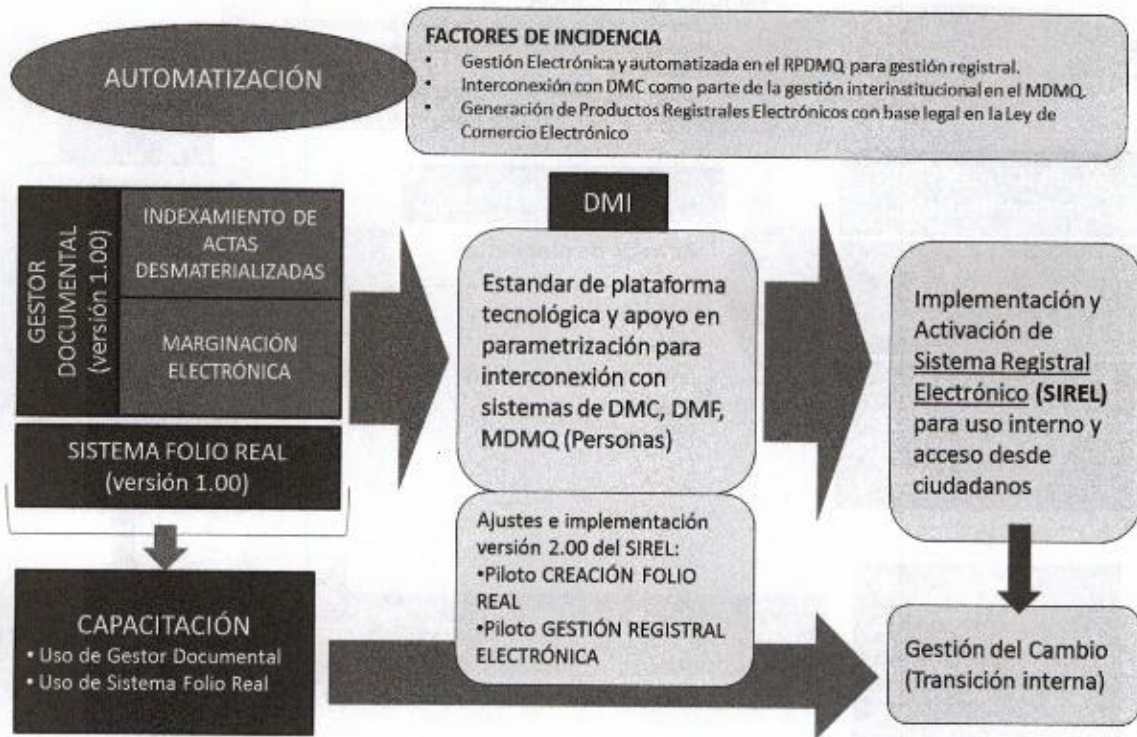 AUTOMATIZACIÓN
FACTORES DE INCIDENCIA
• Gestión Electrónica y automatizada en el RPDMQ para gestión registral.
• Interconexión con DMC como parte de la gestión interinstitucional en el MDMQ.
• Generación de Productos Registrales Electrónicos con base legal en la Ley de
Comercio Electrónico
GESTOR
DOCUMENTAL
(versión 1.00)
INDEXAMIENTO DE
ACTAS
DESMATERIALIZADAS
MARGINACIÓN
ELECTRÓNICA
SISTEMA FOLIO REAL
(versión 1.00)
DMI
Estandar de plataforma
tecnológica y apoyo en
parametrización para
interconexión con
sistemas de DMC, DMF,
MDMQ (Personas)
Implementación y
Activación de
Sistema Registral
Electrónico (SIREL)
para uso interno y
acceso desde
ciudadanos
Ajustes e implementación
versión 2.00 del SIREL:
•Piloto CREACIÓN FOLIO
REAL
•Piloto GESTIÓN REGISTRAL
ELECTRÓNICA
CAPACITACIÓN
• Uso de Gestor Documental
• Uso de Sistema Folio Real
Gestión del Cambio
(Transición interna)